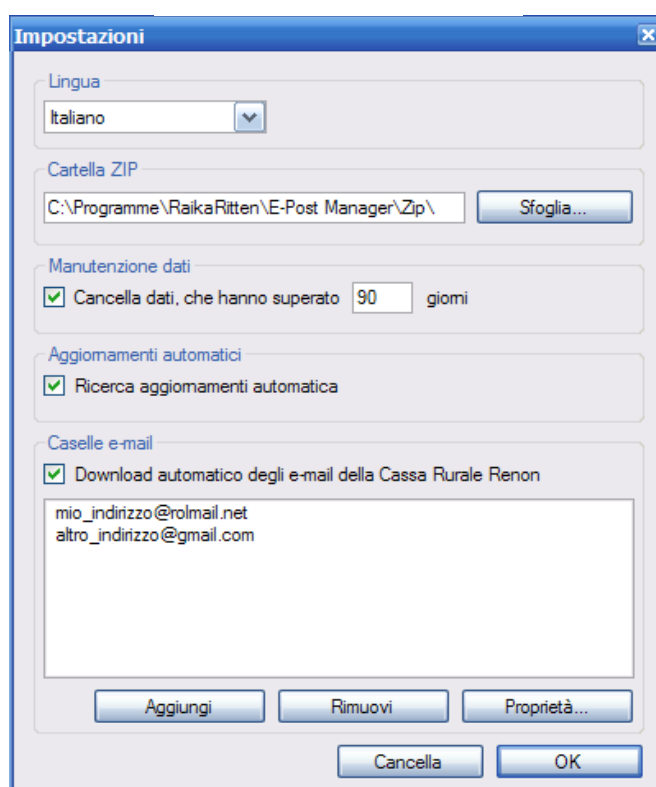 Impostazioni
Lingua
Italiano
Cartella ZIP
C:\Programme\RaikaRitten\E-Post Manager\Zip\ Sfoglia...
Manutenzione dati
Cancella dati, che hanno superato 90 giorni
Aggiornamenti automatici
Ricerca aggiornamenti automatica
Caselle e-mail
Download automatico degli e-mail della Cassa Rurale Renon
mio_indirizzo@rolmail.net
altro_indirizzo@gmail.com
Aggiungi Rimuovi Proprietà...
Cancella OK